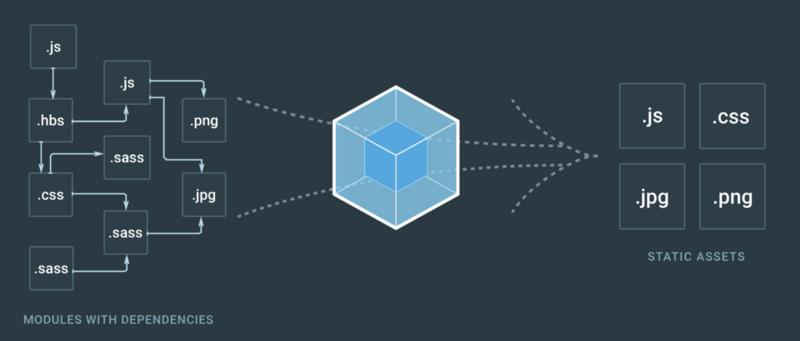 .js
.js
.hbs
.png
.sass
.css
.jpg
.sass
.sass
MODULES WITH DEPENDENCIES
.js
.css
.jpg
.png
STATIC ASSETS